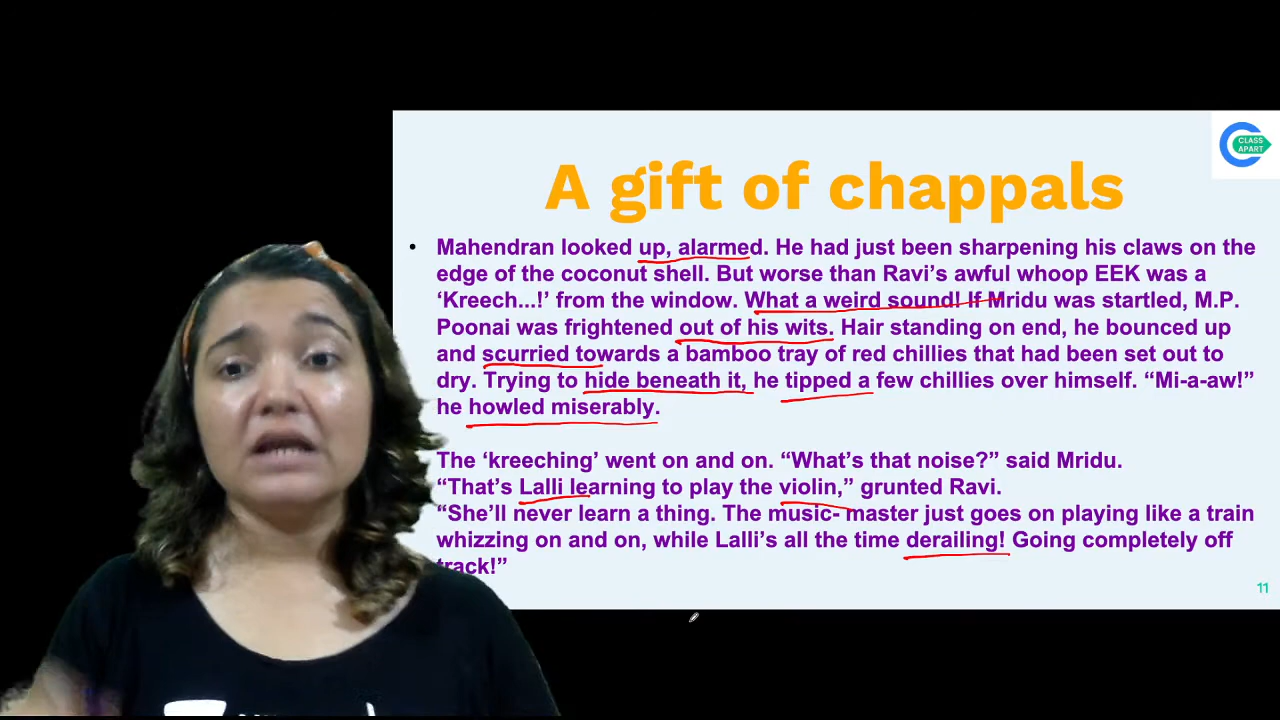 CLASS
APART
A gift of chappals
• Mahendran looked up, alarmed. He had just been sharpening his claws on the
edge of the coconut shell. But worse than Ravi’s awful whoop EEK was a
‘Kreech...!’ from the window. What a weird sound! If Mridu was startled, M.P.
Poonai was frightened out of his wits. Hair standing on end, he bounced up
and scurried towards a bamboo tray of red chillies that had been set out to
dry. Trying to hide beneath it, he tipped a few chillies over himself. “Mi-a-aw!”
he howled miserably.
The ‘kreeching’ went on and on. “What’s that noise?” said Mridu.
“That’s Lalli learning to play the violin,” grunted Ravi.
“She’ll never learn a thing. The music- master just goes on playing like a train
whizzing on and on, while Lalli’s all the time derailing! Going completely off
track!”
11